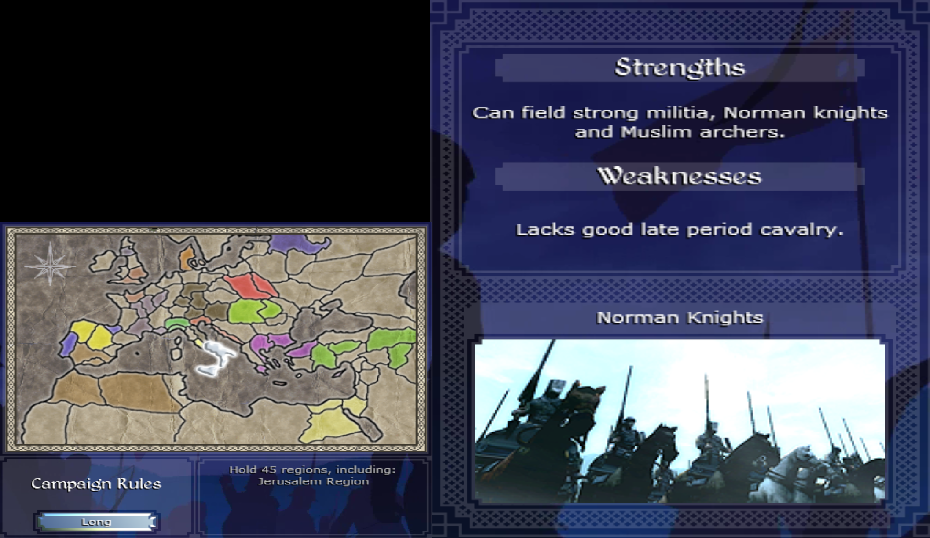 Strengths
Can field strong militia, Norman knights
and Muslim archers.
Weaknesses
Lacks good late period cavalry.
Norman Knights
Campaign Rules
Long
Hold 45 regions, including:
Jerusalem Region